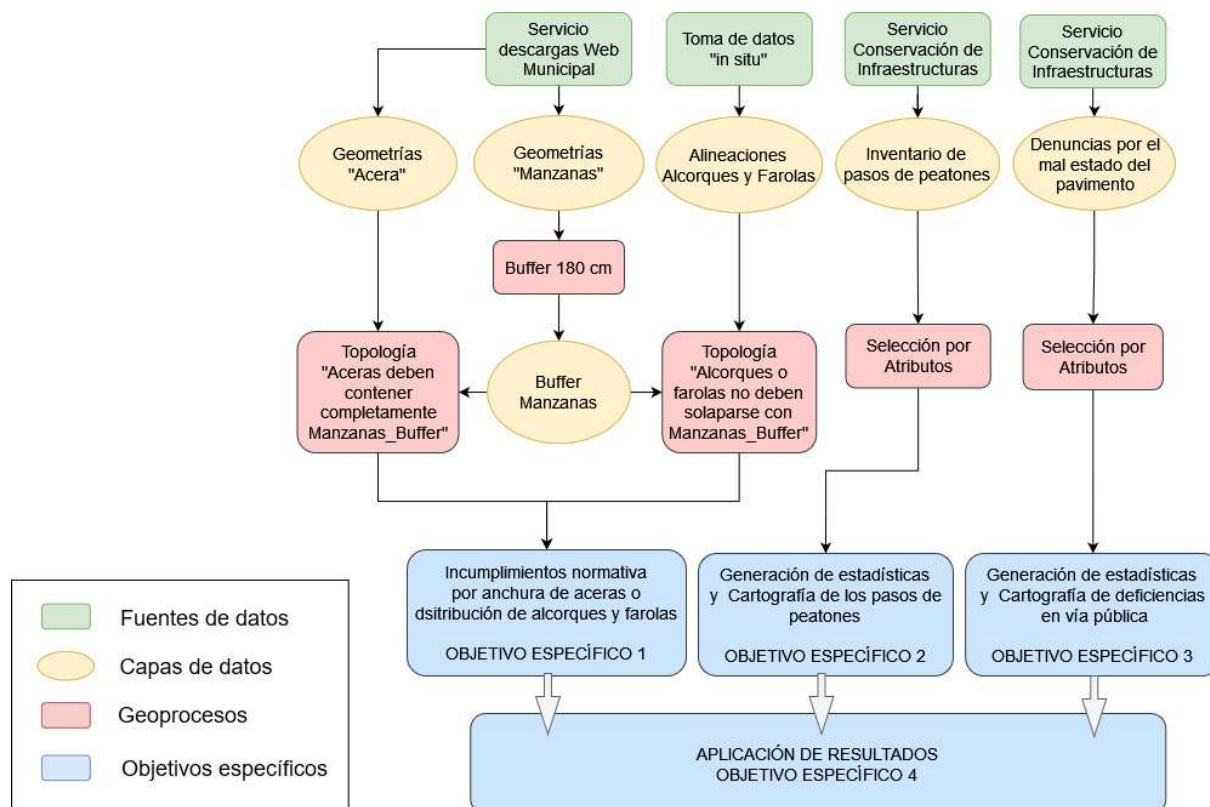 Servicio
descargas Web
Municipal
Toma de datos
"in situ"
Servicio
Conservación de
Infraestructuras
Servicio
Conservación de
Infraestructuras
Geometrías
"Acera"
Geometrías
"Manzanas"
Alineaciones
Alcorques y Farolas
Inventario de
pasos de peatones
Denuncias por el
mal estado del
pavimento
Buffer 180 cm
Topología
"Aceras deben
contener
completamente
Manzanas_Buffer"
Buffer
Manzanas
Topología
"Alcorques o
farolas no deben
solaparse con
Manzanas_Buffer"
Selección por
Atributos
Selección por
Atributos
Incumplimientos normativa
por anchura de aceras o
dsitribución de alcorques y farolas
OBJETIVO ESPECÍFICO 1
Generación de estadísticas
y Cartografía de los pasos de
peatones
OBJETIVO ESPECÍFICO 2
Generación de estadísticas
y Cartografía de deficiencias
en vía pública
OBJETIVO ESPECÍFICO 3
APLICACIÓN DE RESULTADOS
OBJETIVO ESPECÍFICO 4
Fuentes de datos
Capas de datos
Geoprocesos
Objetivos específicos